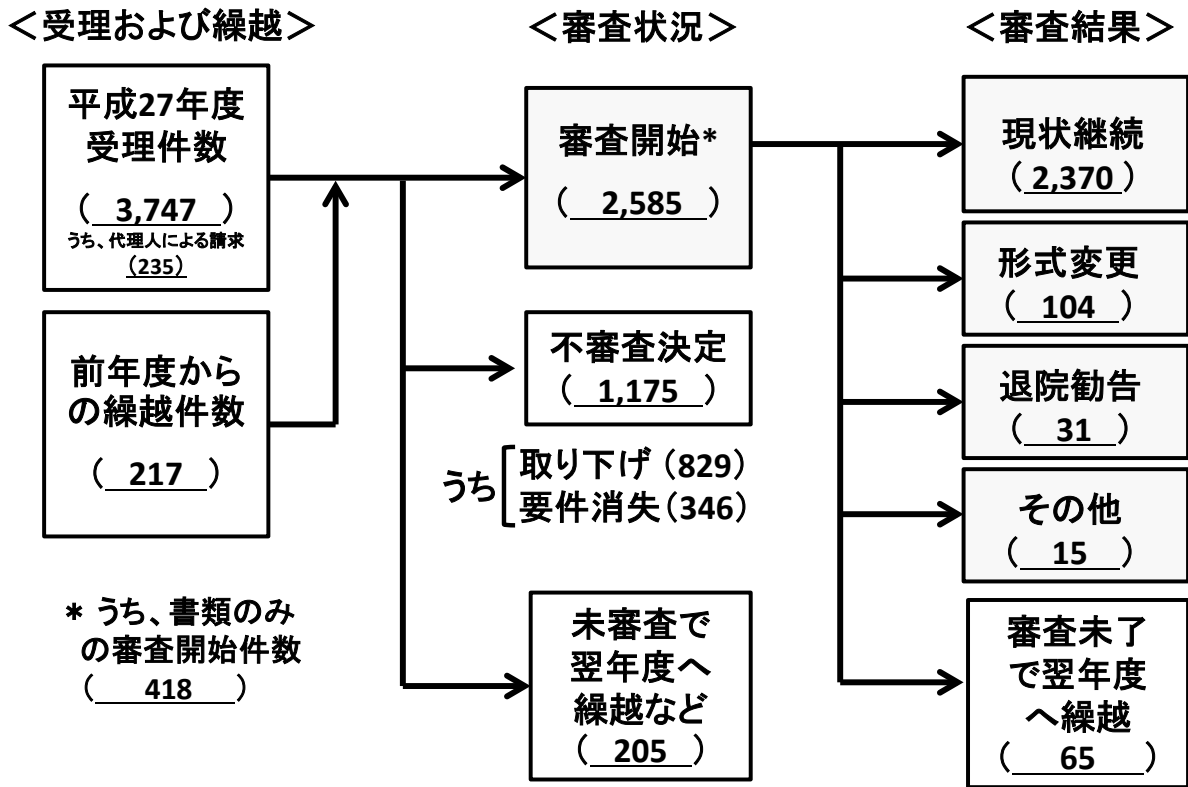 ＜受理および繰越＞
平成27年度
受理件数
（ 3,747 ）
うち、代理人による請求
(235)
前年度から
の繰越件数
（ 217 ）
* うち、書類のみ
の審査開始件数
（ 418 ）
＜審査状況＞
審査開始*
（ 2,585 ）
不審査決定
（ 1,175 ）
うち
取り下げ（829）
要件消失（346）
未審査で
翌年度へ
繰越など
（ 205 ）
＜審査結果＞
現状継続
（ 2,370 ）
形式変更
（ 104 ）
退院勧告
（ 31 ）
その他
（ 15 ）
審査未了
で翌年度
へ繰越
（ 65 ）